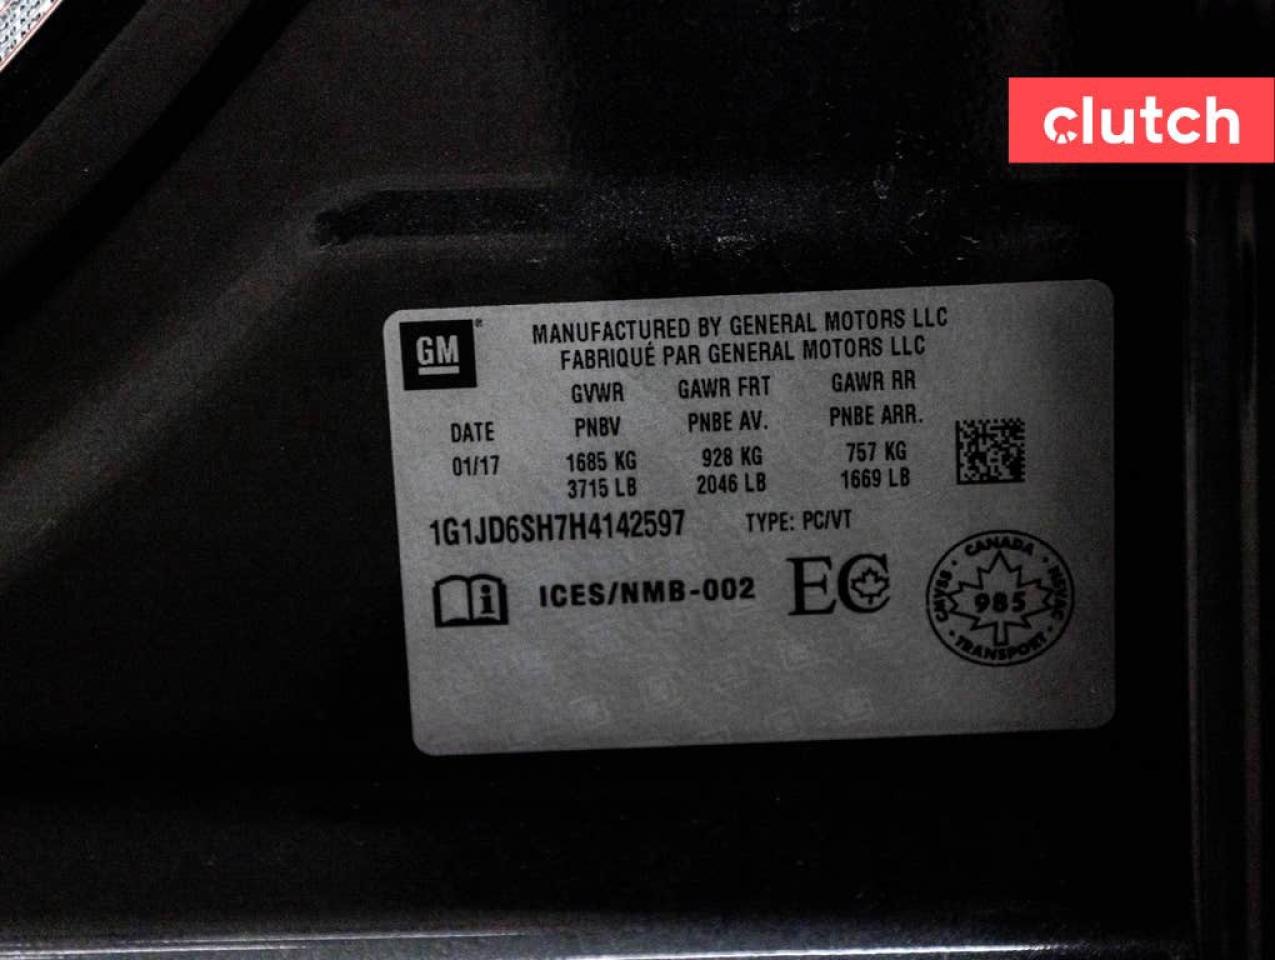 clutch
GM
MANUFACTURED BY GENERAL MOTORS LLC
FABRIQUÉ PAR GENERAL MOTORS LLC
GVWR GAWR FRT GAWR RR
DATE PNBV PNBE AV. PNBE ARR.
01/17 1685 KG 928 KG 757 KG
3715 LB 2046 LB 1669 LB
1G1JD6SH7H4142597 TYPE: PC/VT
i ICES/NMB-002 EC
CANADA
CMVSS · 985 · NSVAC
TRANSPORT